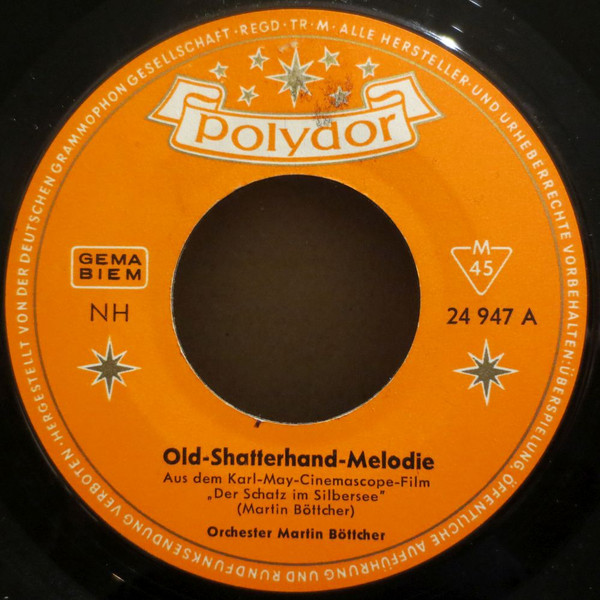 HERGESTELLT VON DER DEUTSCHEN GRAMMOPHON GESELLSCHAFT · REGD · TR · M · ALLE HERSTELLER- UND URHEBERRECHTE VORBEHALTEN · ÜBERSPIELUNG, ÖFFENTLICHE AUFFÜHRUNG UND RUNDFUNKSENDUNG VERBOTEN ·
polydor
GEMA
BIEM
NH
M
45
24 947 A
Old-Shatterhand-Melodie
Aus dem Karl-May-Cinemascope-Film
„Der Schatz im Silbersee"
(Martin Böttcher)
Orchester Martin Böttcher